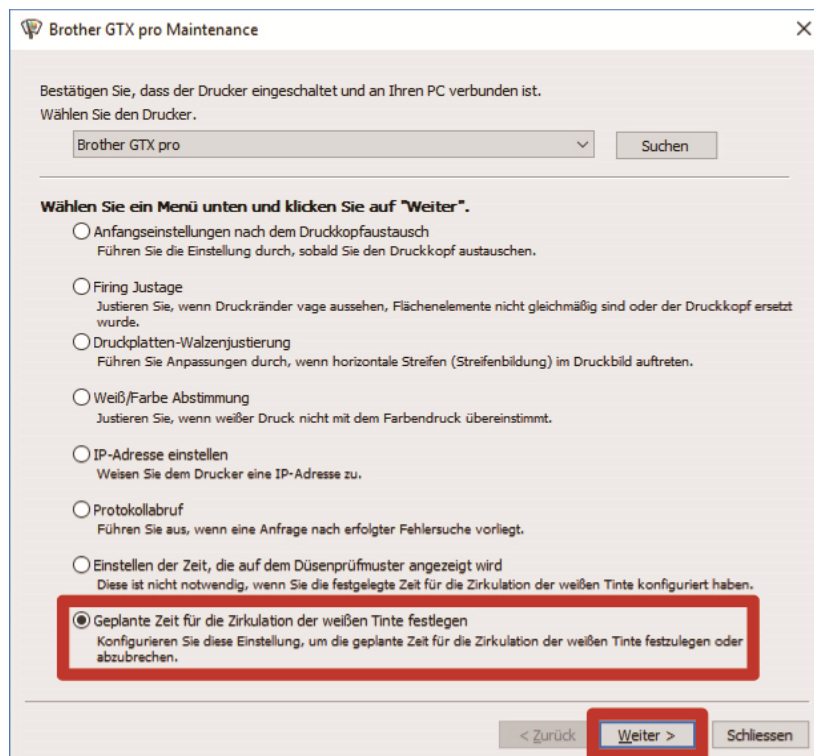 Brother GTX pro Maintenance
Bestätigen Sie, dass der Drucker eingeschaltet und an Ihren PC verbunden ist.
Wählen Sie den Drucker.
Brother GTX pro
Suchen
Wählen Sie ein Menü unten und klicken Sie auf "Weiter".
Anfangseinstellungen nach dem Druckkopfaustausch
Führen Sie die Einstellung durch, sobald Sie den Druckkopf austauschen.
Firing Justage
Justieren Sie, wenn Druckränder vage aussehen, Flächenelemente nicht gleichmäßig sind oder der Druckkopf ersetzt
wurde.
Druckplatten-Walzenjustierung
Führen Sie Anpassungen durch, wenn horizontale Streifen (Streifenbildung) im Druckbild auftreten.
Weiß/Farbe Abstimmung
Justieren Sie, wenn weißer Druck nicht mit dem Farbendruck übereinstimmt.
IP-Adresse einstellen
Weisen Sie dem Drucker eine IP-Adresse zu.
Protokollabruf
Führen Sie aus, wenn eine Anfrage nach erfolgter Fehlersuche vorliegt.
Einstellen der Zeit, die auf dem Düsenprüfmuster angezeigt wird
Diese ist nicht notwendig, wenn Sie die festgelegte Zeit für die Zirkulation der weißen Tinte konfiguriert haben.
Geplante Zeit für die Zirkulation der weißen Tinte festlegen
Konfigurieren Sie diese Einstellung, um die geplante Zeit für die Zirkulation der weißen Tinte festzulegen oder
abzubrechen.
< Zurück
Weiter >
Schliessen